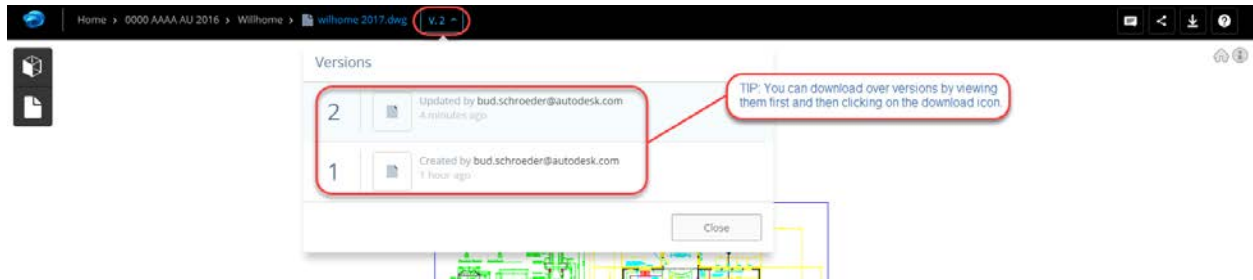 Home > 0000 AAAA AU 2016 > Willhome > wilhome 2017.dwg V. 2
Versions
2 Updated by bud.schroeder@autodesk.com
4 minutes ago
TIP: You can download over versions by viewing
them first and then clicking on the download icon.
1 Created by bud.schroeder@autodesk.com
1 hour ago
Close